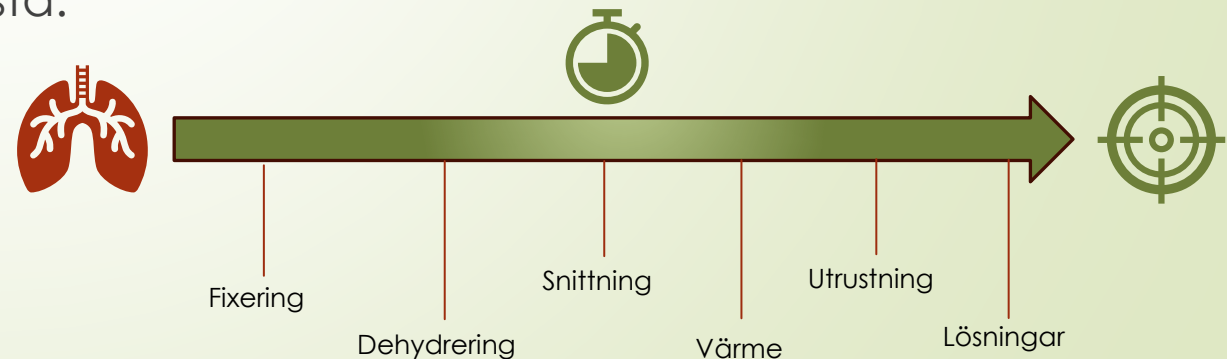 Fixering
Dehydrering
Snittning
Värme
Utrustning
Lösningar